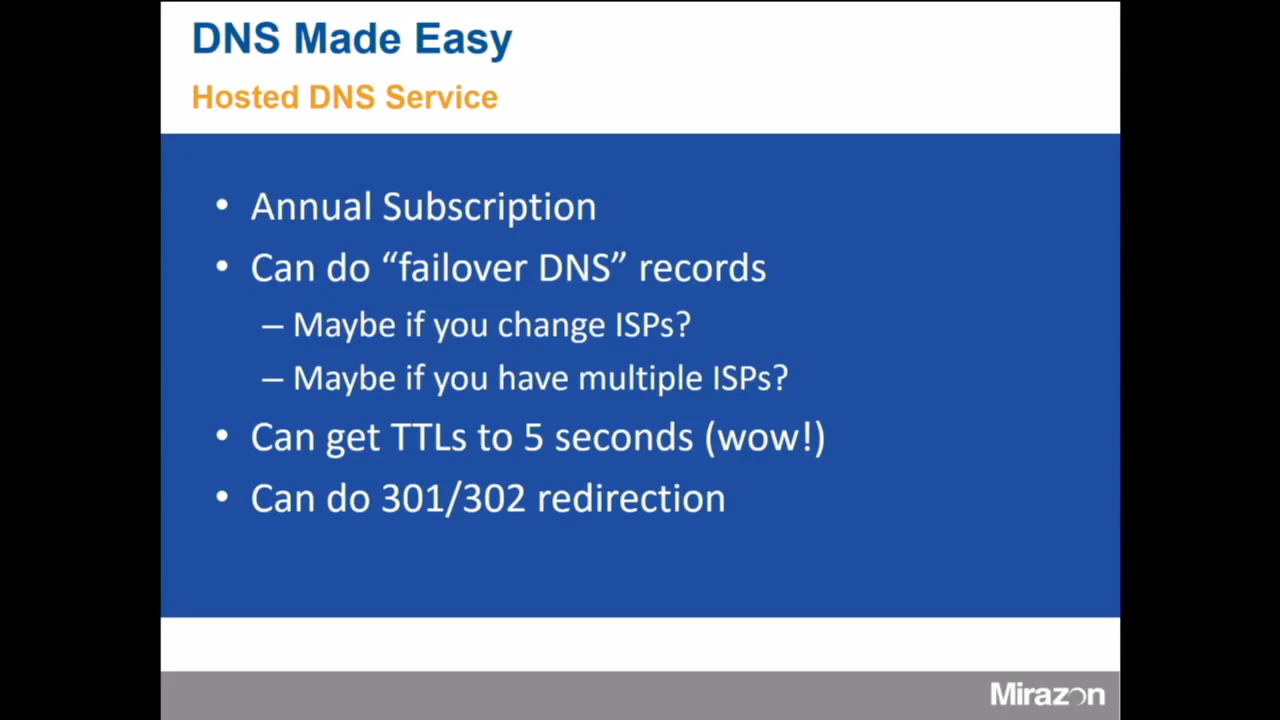 DNS Made Easy
Hosted DNS Service
• Annual Subscription
• Can do “failover DNS” records
– Maybe if you change ISPs?
– Maybe if you have multiple ISPs?
• Can get TTLs to 5 seconds (wow!)
• Can do 301/302 redirection
Mirazon